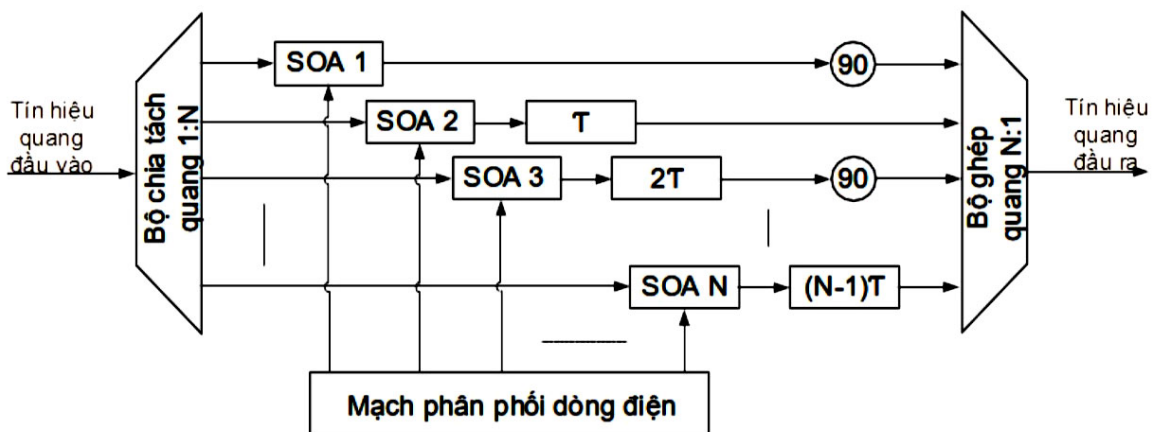 Tín hiệu
quang
đầu vào
Bộ chia tách
quang 1:N
SOA 1
90
SOA 2
T
SOA 3
2T
90
SOA N
(N-1)T
Bộ ghép
quang N:1
Tín hiệu
quang
đầu ra
Mạch phân phối dòng điện